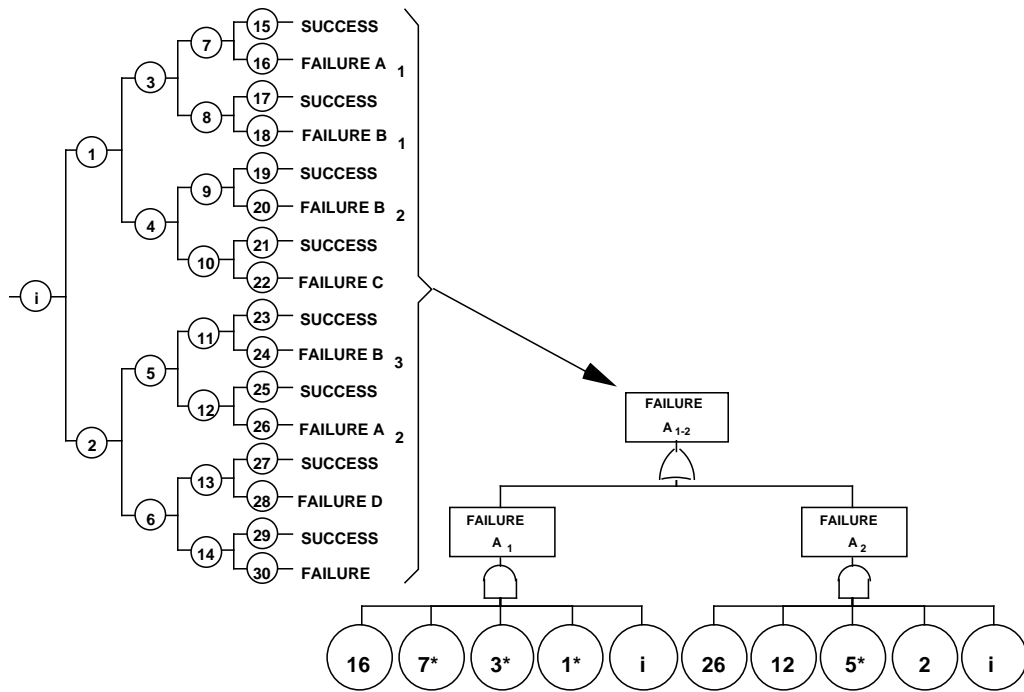 15 SUCCESS
7
16 FAILURE A 1
3
17 SUCCESS
8
18 FAILURE B 1
1
19 SUCCESS
9
20 FAILURE B 2
4
21 SUCCESS
10
22 FAILURE C
i
23 SUCCESS
11
24 FAILURE B 3
5
25 SUCCESS
12
26 FAILURE A 2
2
27 SUCCESS
13
28 FAILURE D
6
29 SUCCESS
14
30 FAILURE
FAILURE
A 1-2
FAILURE
A 1
FAILURE
A 2
16 7* 3* 1* i 26 12 5* 2 i